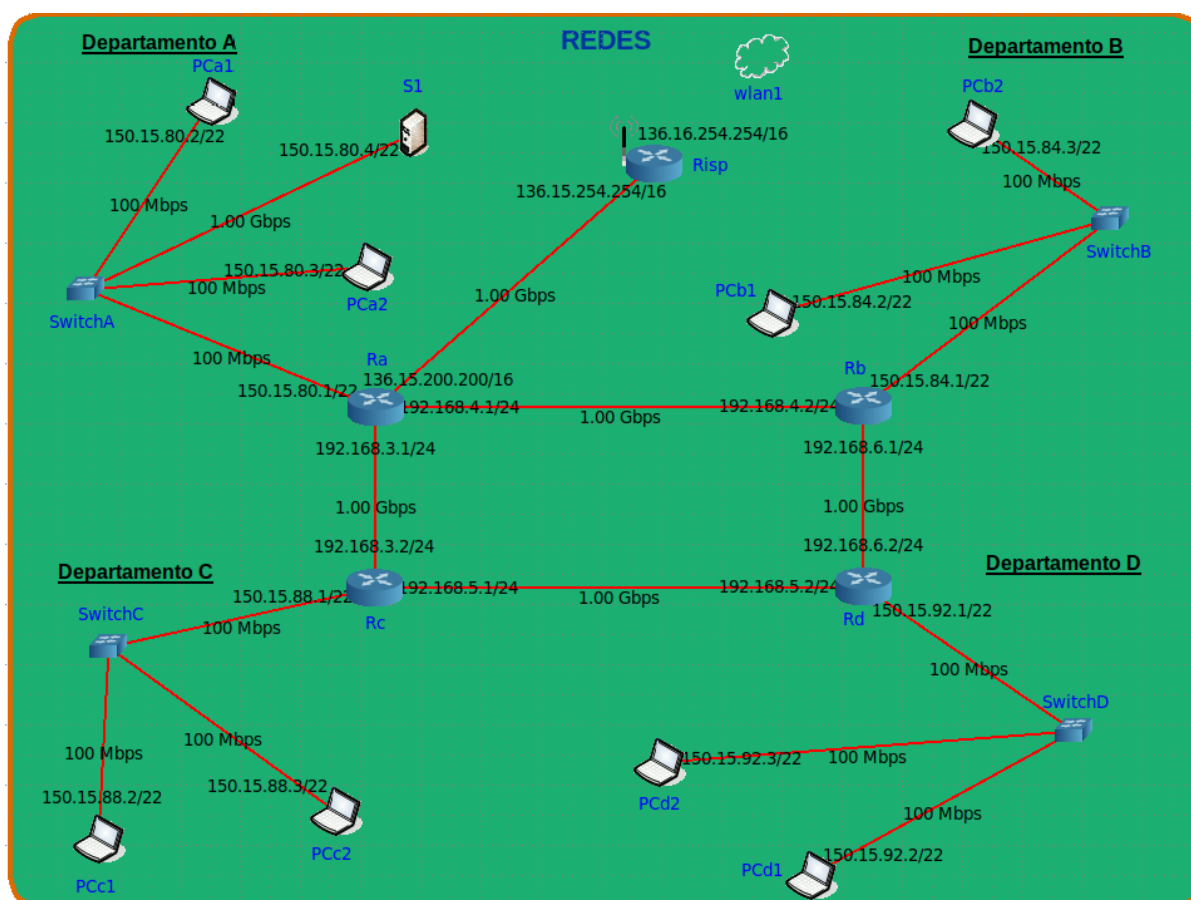 REDES
Departamento A
PCa1
150.15.80.2/22
S1
150.15.80.4/22
100 Mbps
1.00 Gbps
150.15.80.3/22
100 Mbps
PCa2
SwitchA
100 Mbps
150.15.80.1/22
wlan1
136.16.254.254/16
Risp
136.15.254.254/16
1.00 Gbps
Departamento B
PCb2
150.15.84.3/22
100 Mbps
SwitchB
100 Mbps
PCb1
150.15.84.2/22
100 Mbps
Rb
150.15.84.1/22
Ra
136.15.200.200/16
192.168.4.1/24
1.00 Gbps
192.168.4.2/24
192.168.3.1/24
1.00 Gbps
192.168.3.2/24
192.168.6.1/24
1.00 Gbps
192.168.6.2/24
Departamento C
SwitchC
150.15.88.1/22
100 Mbps
Rc
192.168.5.1/24
1.00 Gbps
192.168.5.2/24
Rd
100 Mbps
100 Mbps
150.15.88.2/22
150.15.88.3/22
PCc1
PCc2
Departamento D
150.15.92.1/22
100 Mbps
SwitchD
150.15.92.3/22
100 Mbps
PCd2
100 Mbps
150.15.92.2/22
PCd1